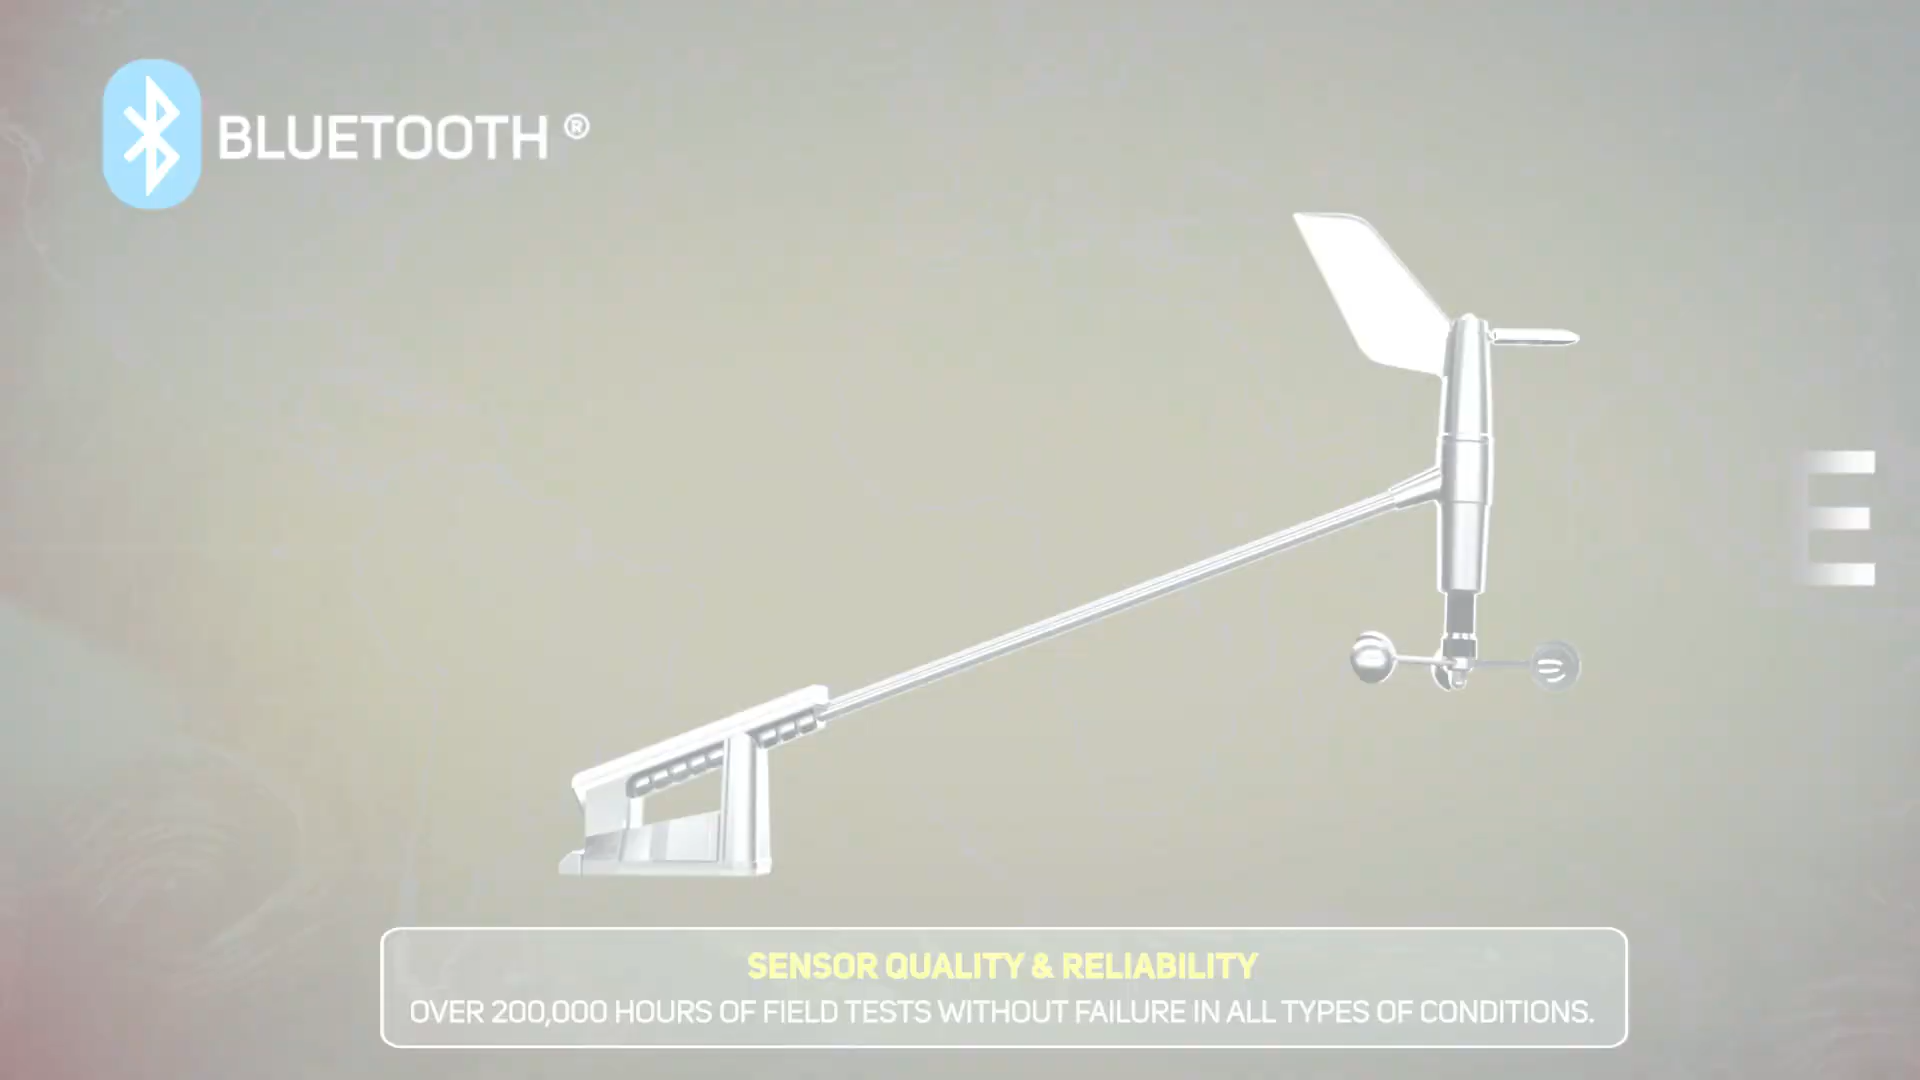 BLUETOOTH ®
E
SENSOR QUALITY & RELIABILITY
OVER 200,000 HOURS OF FIELD TESTS WITHOUT FAILURE IN ALL TYPES OF CONDITIONS.